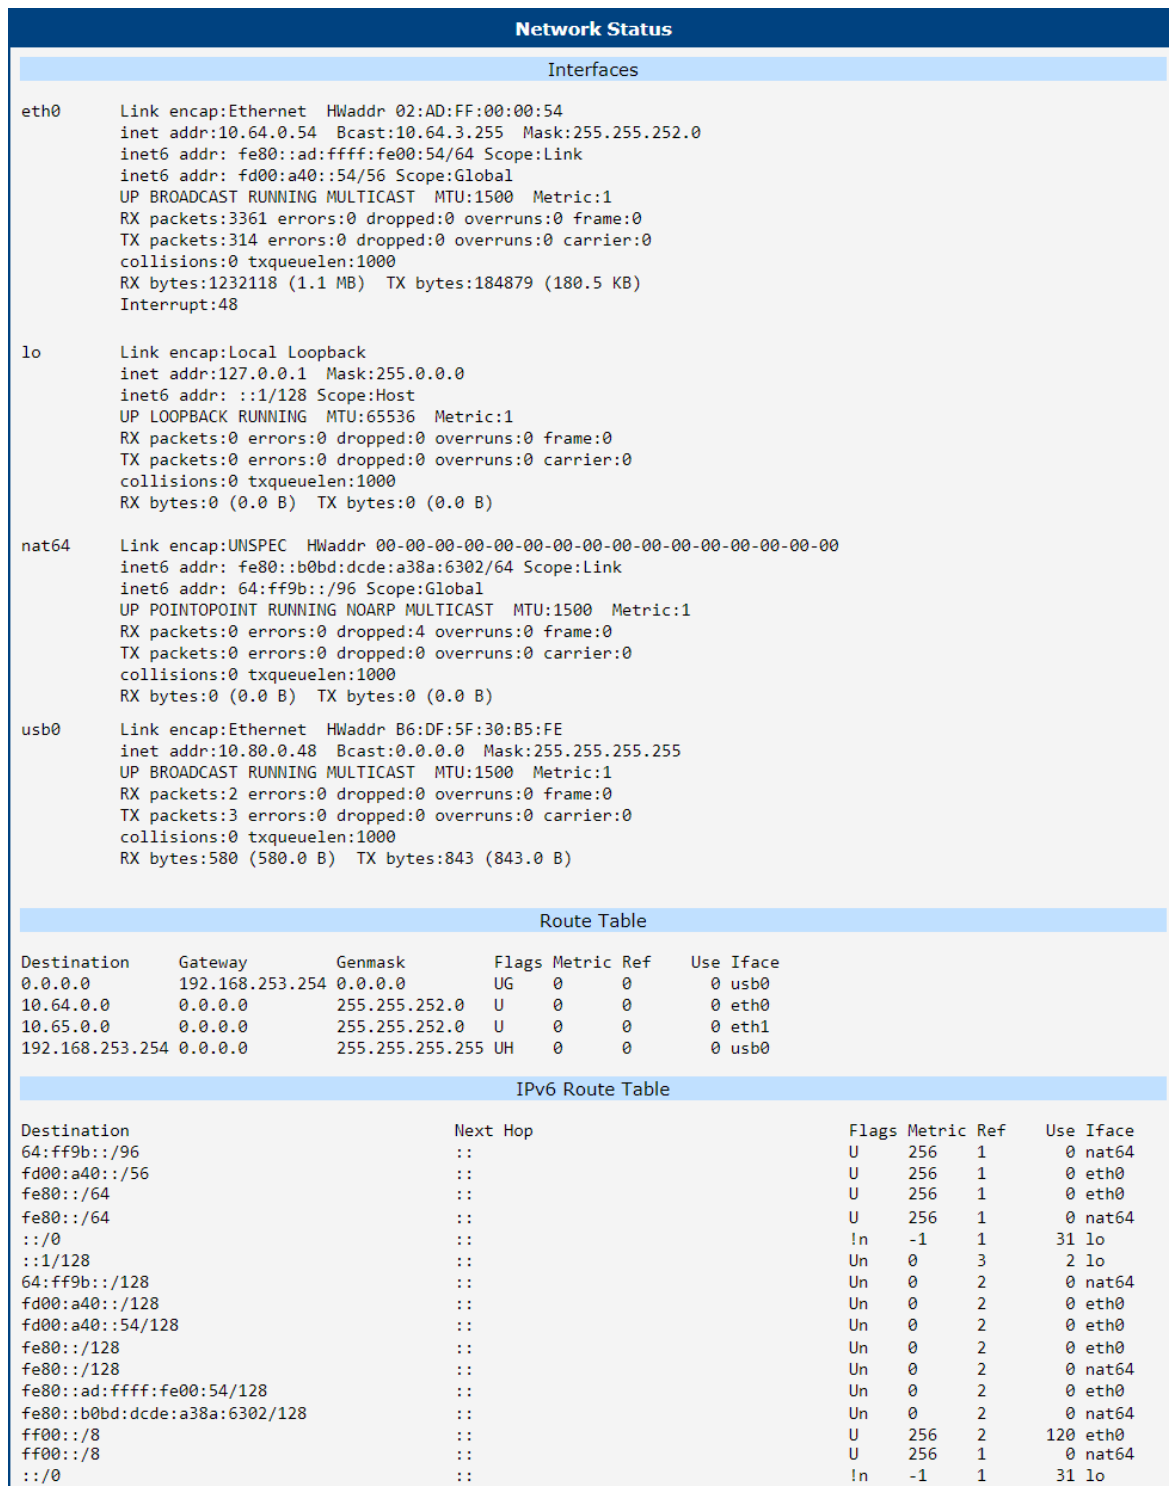 Network Status
Interfaces
eth0      Link encap:Ethernet  HWaddr 02:AD:FF:00:00:54
          inet addr:10.64.0.54  Bcast:10.64.3.255  Mask:255.255.252.0
          inet6 addr: fe80::ad:ffff:fe00:54/64 Scope:Link
          inet6 addr: fd00:a40::54/56 Scope:Global
          UP BROADCAST RUNNING MULTICAST  MTU:1500  Metric:1
          RX packets:3361 errors:0 dropped:0 overruns:0 frame:0
          TX packets:314 errors:0 dropped:0 overruns:0 carrier:0
          collisions:0 txqueuelen:1000
          RX bytes:1232118 (1.1 MB)  TX bytes:184879 (180.5 KB)
          Interrupt:48
lo        Link encap:Local Loopback
          inet addr:127.0.0.1  Mask:255.0.0.0
          inet6 addr: ::1/128 Scope:Host
          UP LOOPBACK RUNNING  MTU:65536  Metric:1
          RX packets:0 errors:0 dropped:0 overruns:0 frame:0
          TX packets:0 errors:0 dropped:0 overruns:0 carrier:0
          collisions:0 txqueuelen:1000
          RX bytes:0 (0.0 B)  TX bytes:0 (0.0 B)
nat64     Link encap:UNSPEC  HWaddr 00-00-00-00-00-00-00-00-00-00-00-00-00-00-00-00
          inet6 addr: fe80::b0bd:dcde:a38a:6302/64 Scope:Link
          inet6 addr: 64:ff9b::/96 Scope:Global
          UP POINTOPOINT RUNNING NOARP MULTICAST  MTU:1500  Metric:1
          RX packets:0 errors:0 dropped:4 overruns:0 frame:0
          TX packets:0 errors:0 dropped:0 overruns:0 carrier:0
          collisions:0 txqueuelen:1000
          RX bytes:0 (0.0 B)  TX bytes:0 (0.0 B)
usb0      Link encap:Ethernet  HWaddr B6:DF:5F:30:B5:FE
          inet addr:10.80.0.48  Bcast:0.0.0.0  Mask:255.255.255.255
          UP BROADCAST RUNNING MULTICAST  MTU:1500  Metric:1
          RX packets:2 errors:0 dropped:0 overruns:0 frame:0
          TX packets:3 errors:0 dropped:0 overruns:0 carrier:0
          collisions:0 txqueuelen:1000
          RX bytes:580 (580.0 B)  TX bytes:843 (843.0 B)
Route Table
Destination     Gateway         Genmask         Flags Metric Ref    Use Iface
0.0.0.0         192.168.253.254 0.0.0.0         UG    0      0        0 usb0
10.64.0.0       0.0.0.0         255.255.252.0   U     0      0        0 eth0
10.65.0.0       0.0.0.0         255.255.252.0   U     0      0        0 eth1
192.168.253.254 0.0.0.0         255.255.255.255 UH    0      0        0 usb0
IPv6 Route Table
Destination                                 Next Hop                                Flags Metric Ref    Use Iface
64:ff9b::/96                                ::                                      U     256    1        0 nat64
fd00:a40::/56                               ::                                      U     256    1        0 eth0
fe80::/64                                   ::                                      U     256    1        0 eth0
fe80::/64                                   ::                                      U     256    1        0 nat64
::/0                                        ::                                      !n    -1     1       31 lo
::1/128                                     ::                                      Un    0      3        2 lo
64:ff9b::/128                               ::                                      Un    0      2        0 nat64
fd00:a40::/128                              ::                                      Un    0      2        0 eth0
fd00:a40::54/128                            ::                                      Un    0      2        0 eth0
fe80::/128                                  ::                                      Un    0      2        0 eth0
fe80::/128                                  ::                                      Un    0      2        0 nat64
fe80::ad:ffff:fe00:54/128                   ::                                      Un    0      2        0 eth0
fe80::b0bd:dcde:a38a:6302/128               ::                                      Un    0      2        0 nat64
ff00::/8                                    ::                                      U     256    2      120 eth0
ff00::/8                                    ::                                      U     256    1        0 nat64
::/0                                        ::                                      !n    -1     1       31 lo